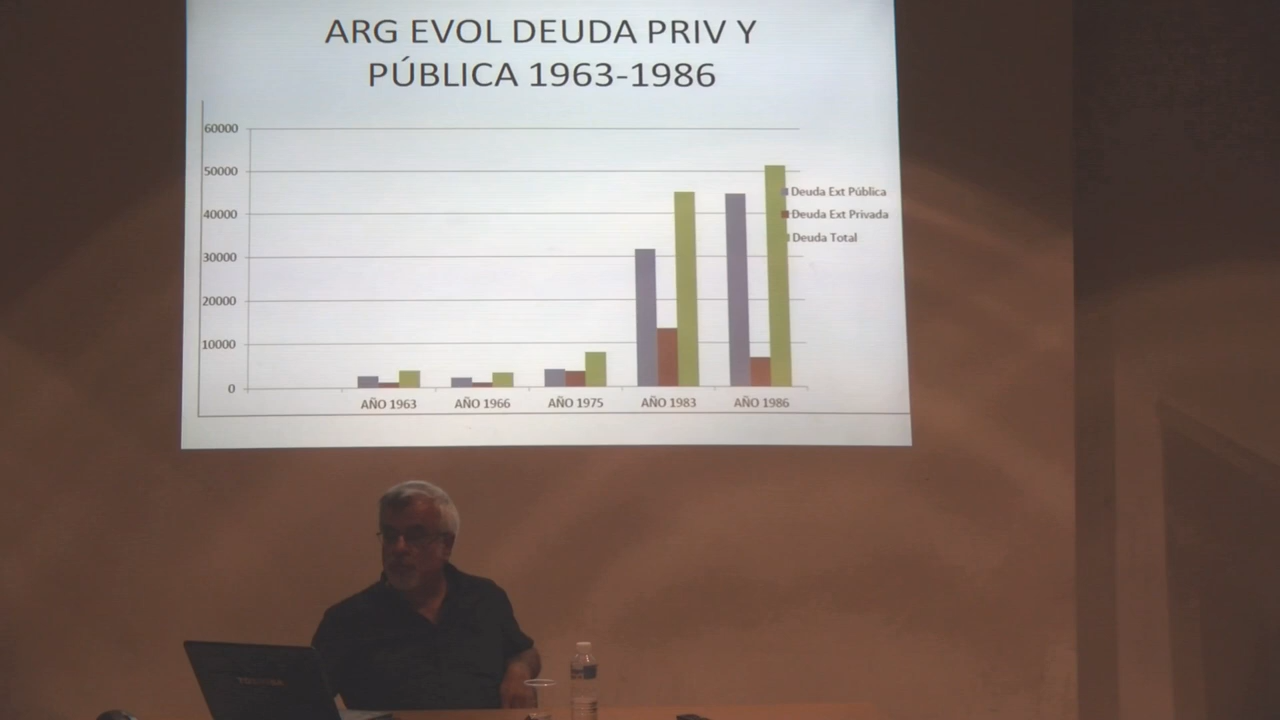 ARG EVOL DEUDA PRIV Y
PÚBLICA 1963-1986
60000
50000
40000
30000
20000
10000
0
AÑO 1963
AÑO 1966
AÑO 1975
AÑO 1983
AÑO 1986
Deuda Ext Pública
Deuda Ext Privada
Deuda Total
TOSHIBA